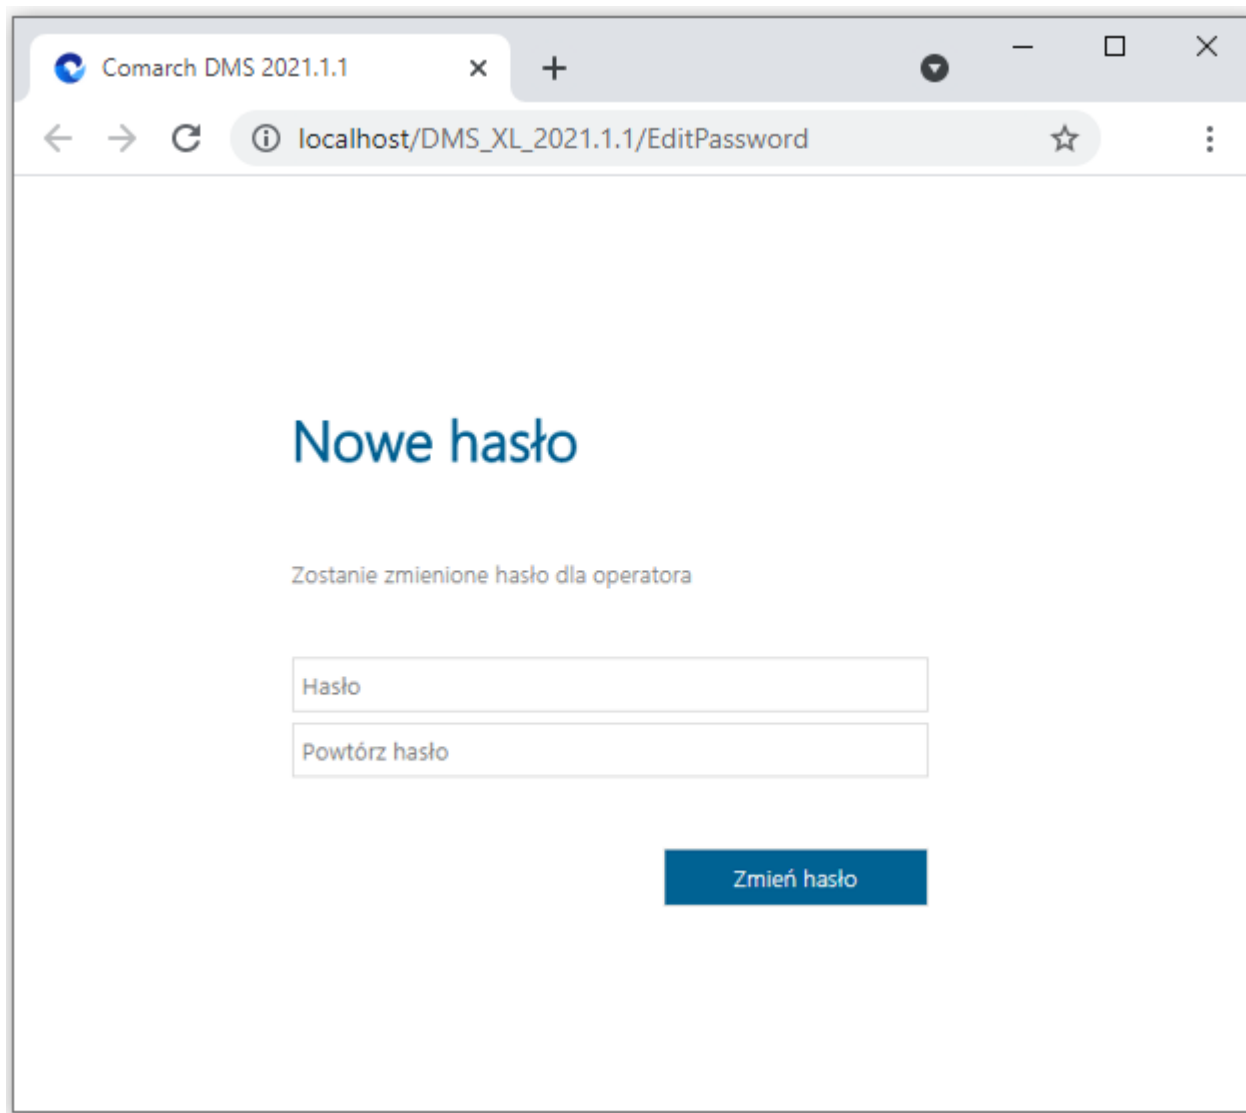 Comarch DMS 2021.1.1
localhost/DMS_XL_2021.1.1/EditPassword
Nowe hasło
Zostanie zmienione hasło dla operatora
Hasło
Powtórz hasło
Zmień hasło